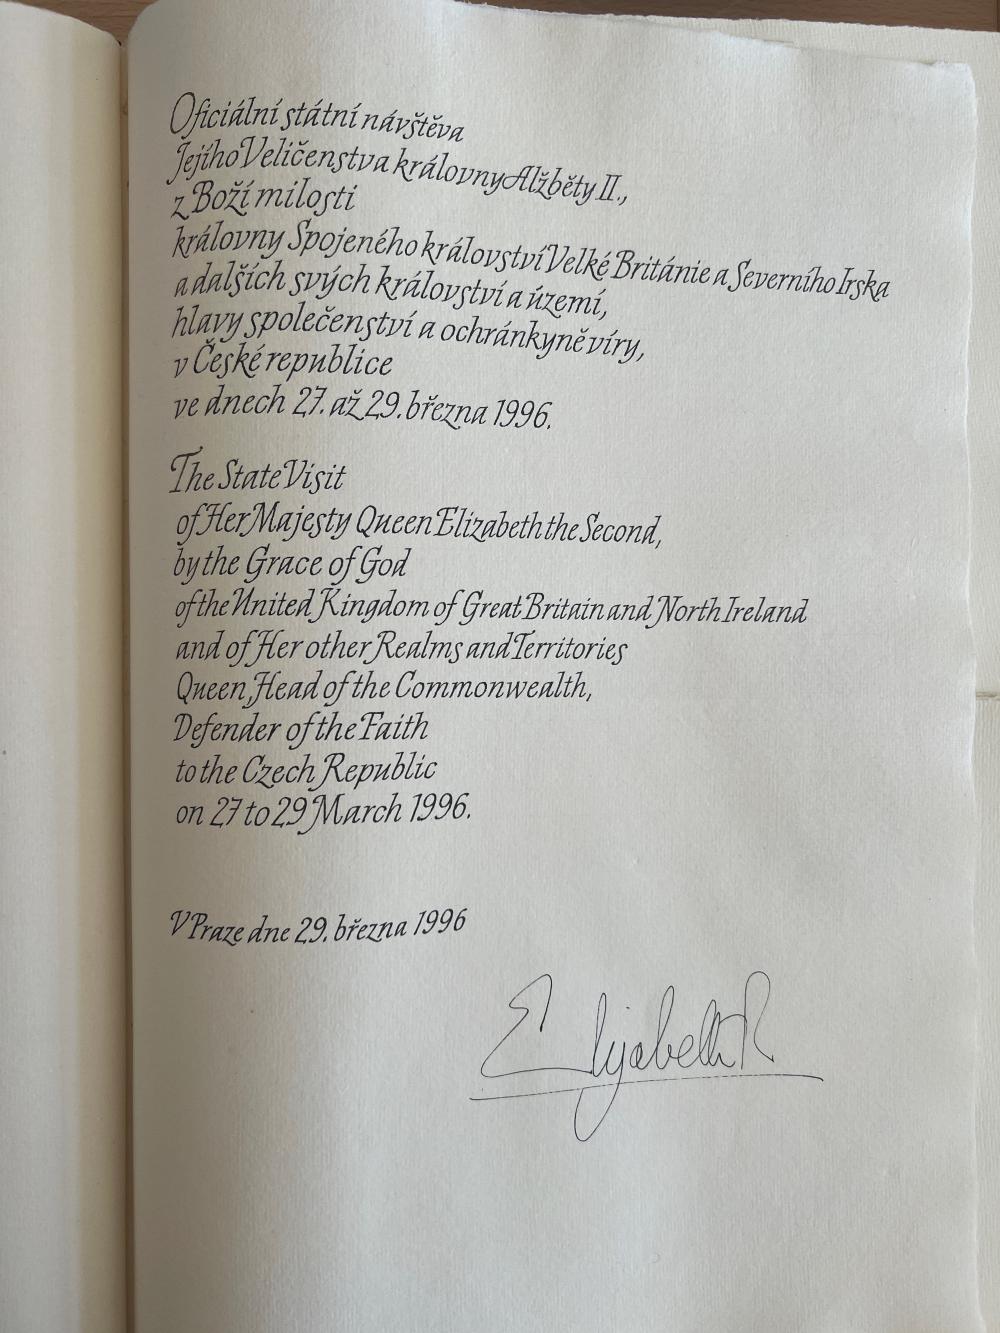 Oficiální státní návštěva
Jejího Veličenstva královny Alžběty II.,
z Boží milosti
královny Spojeného království Velké Británie a Severního Irska
a dalších svých království a území,
hlavy společenství a ochránkyně víry,
v České republice
ve dnech 27. až 29. března 1996.
The State Visit
of Her Majesty Queen Elizabeth the Second,
by the Grace of God
of the United Kingdom of Great Britain and North Ireland
and of Her other Realms and Territories
Queen, Head of the Commonwealth,
Defender of the Faith
to the Czech Republic
on 27 to 29 March 1996.
V Praze dne 29. března 1996
Elizabeth R